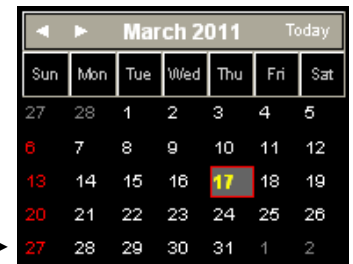 March 2011 Today
Sun Mon Tue Wed Thu Fri Sat
27 28 1 2 3 4 5
6 7 8 9 10 11 12
13 14 15 16 17 18 19
20 21 22 23 24 25 26
27 28 29 30 31 1 2